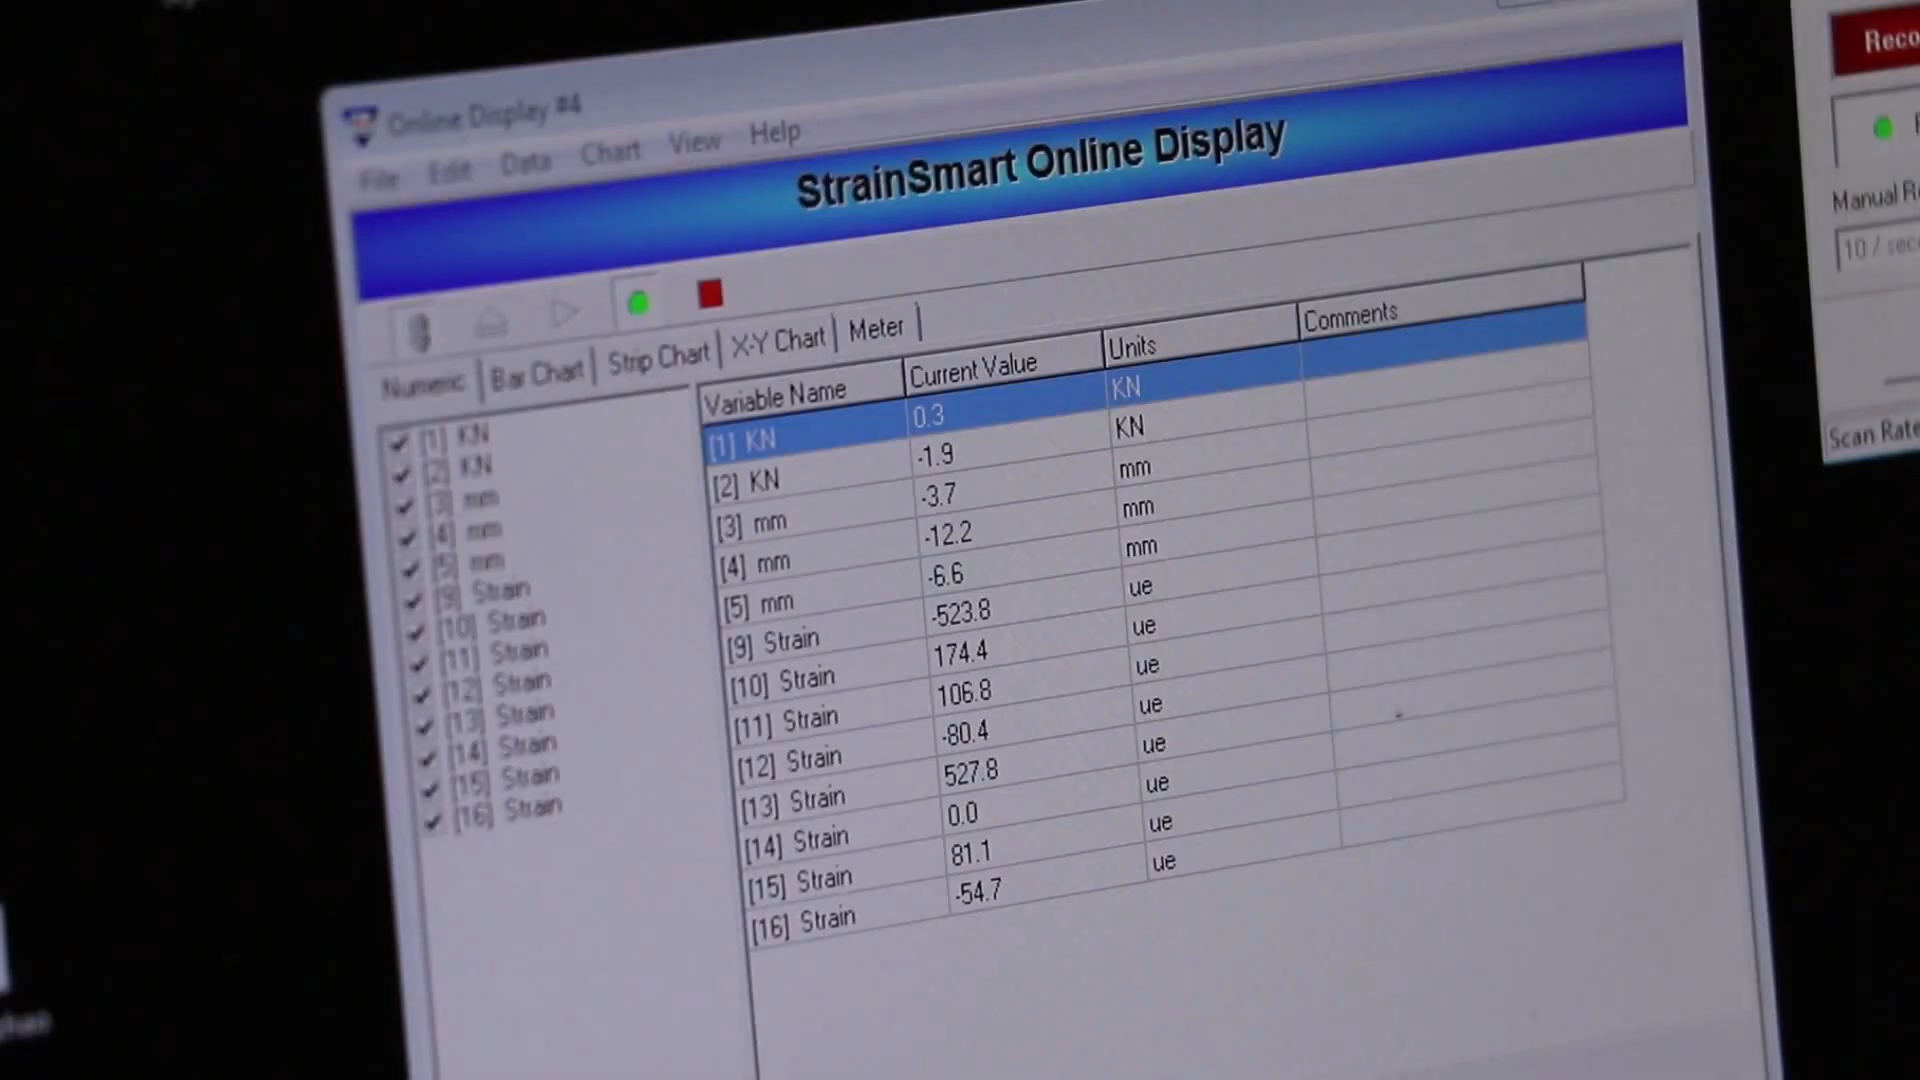 Online Display #4
File Edit Data Chart View Help
StrainSmart Online Display
Numeric Bar Chart Strip Chart X-Y Chart Meter
[1] KN
[2] KN
[3] mm
[4] mm
[5] mm
[9] Strain
[10] Strain
[11] Strain
[12] Strain
[13] Strain
[14] Strain
[15] Strain
[16] Strain
Variable Name Current Value Units Comments
[1] KN 0.3 KN
[2] KN -1.9 KN
[3] mm -3.7 mm
[4] mm -12.2 mm
[5] mm -6.6 mm
[9] Strain -523.8 ue
[10] Strain 174.4 ue
[11] Strain 106.8 ue
[12] Strain -80.4 ue
[13] Strain 527.8 ue
[14] Strain 0.0 ue
[15] Strain 81.1 ue
[16] Strain -54.7 ue
Reco
Manual Re
10 / sec
Scan Rate